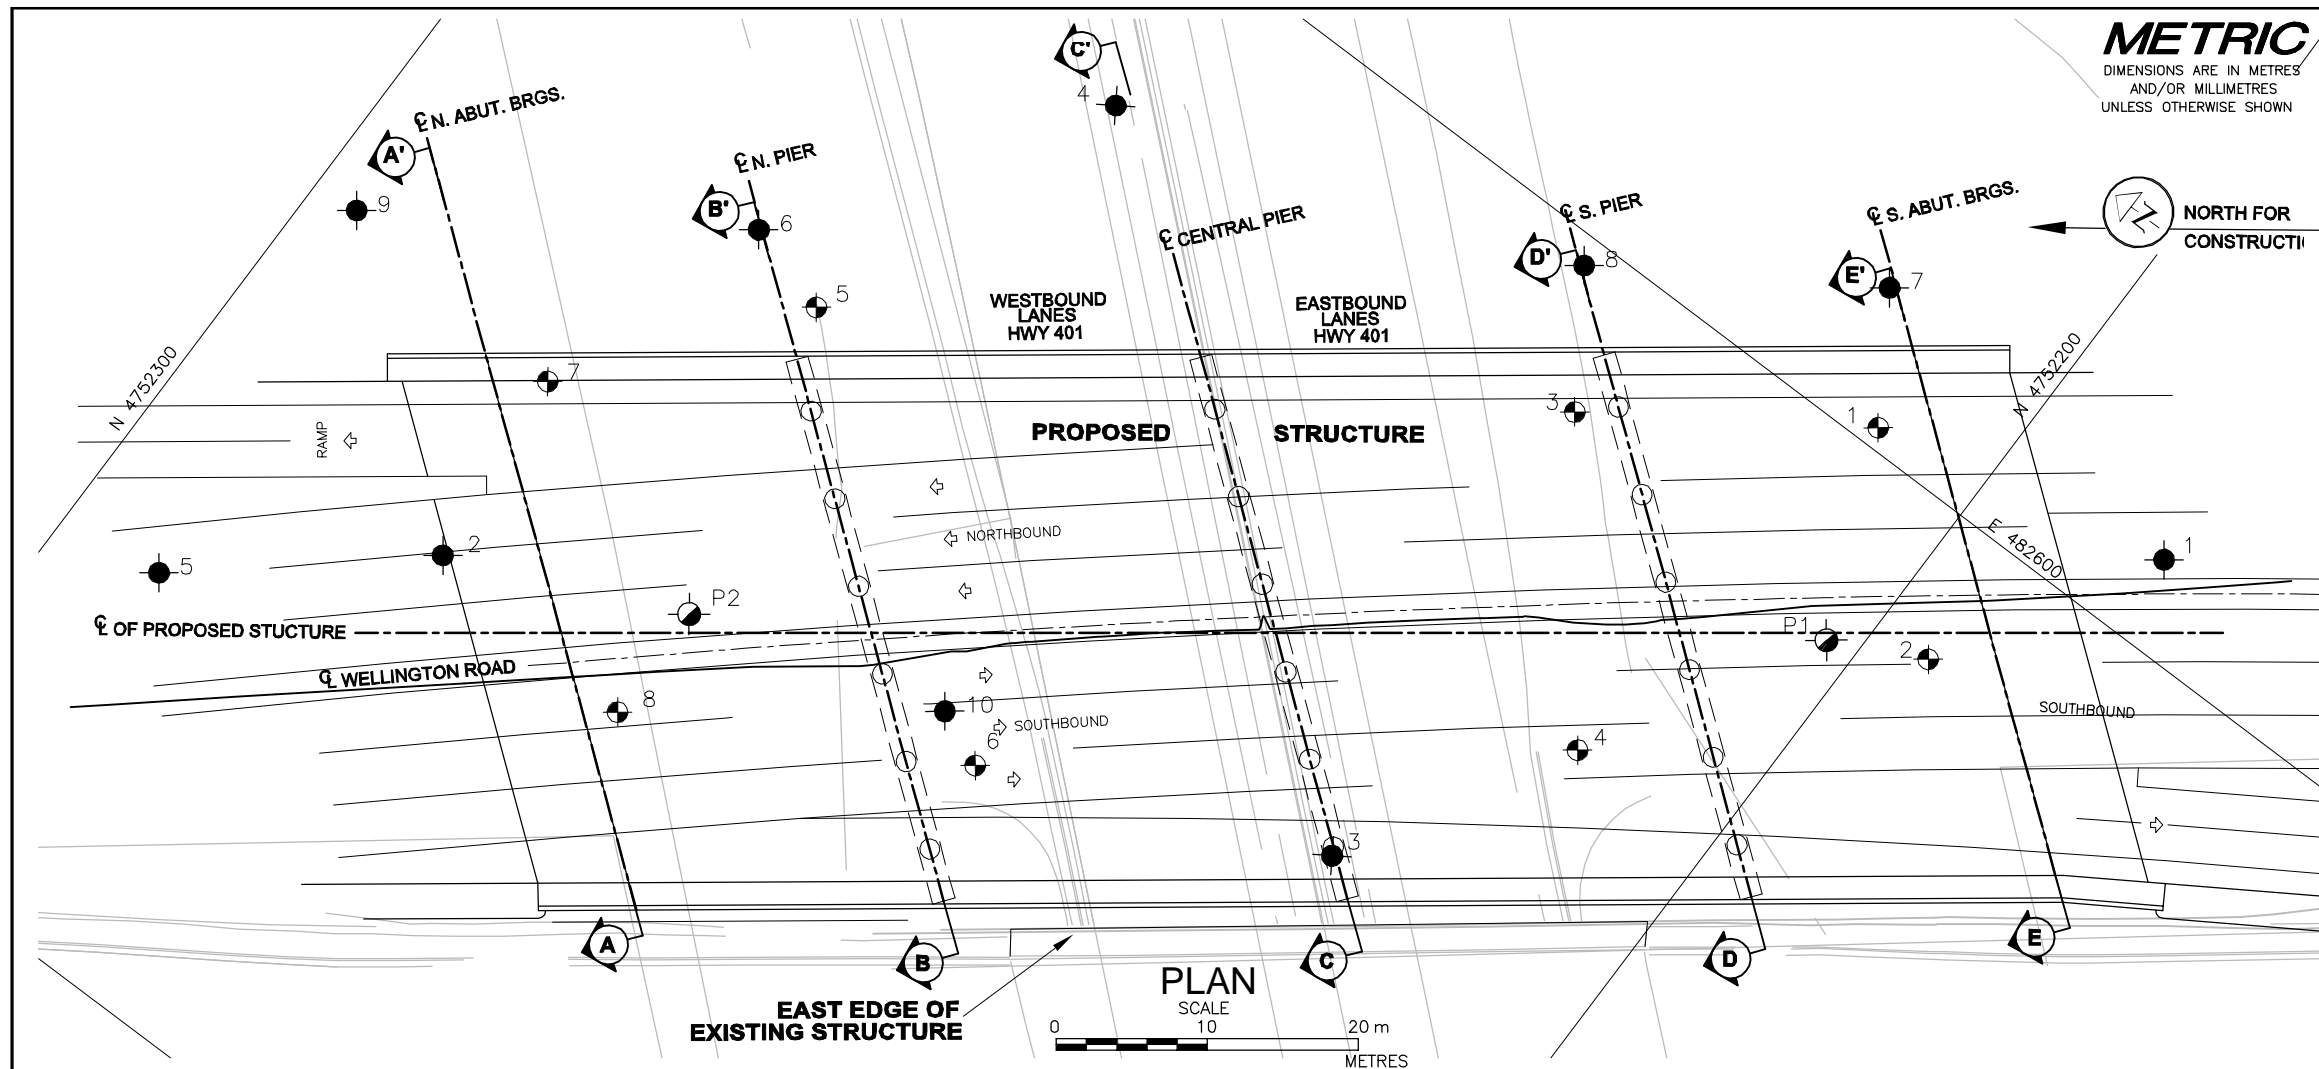 METRIC
DIMENSIONS ARE IN METRES
AND/OR MILLIMETRES
UNLESS OTHERWISE SHOWN
C'
4
℄ N. ABUT. BRGS.
A'
9
℄ N. PIER
B'
6
5
℄ CENTRAL PIER
℄ S. PIER
D'
8
℄ S. ABUT. BRGS.
E'
7
N
NORTH FOR
CONSTRUCTI
WESTBOUND
LANES
HWY 401
EASTBOUND
LANES
HWY 401
N 4752300
N 4752200
7
3
1
RAMP
PROPOSED STRUCTURE
NORTHBOUND
E 482600
5
2
1
P2
P1
2
℄ OF PROPOSED STUCTURE
℄ WELLINGTON ROAD
8
10
SOUTHBOUND
6
4
SOUTHBOUND
3
A
B
C
D
E
EAST EDGE OF
EXISTING STRUCTURE
PLAN
SCALE
0 10 20 m
METRES